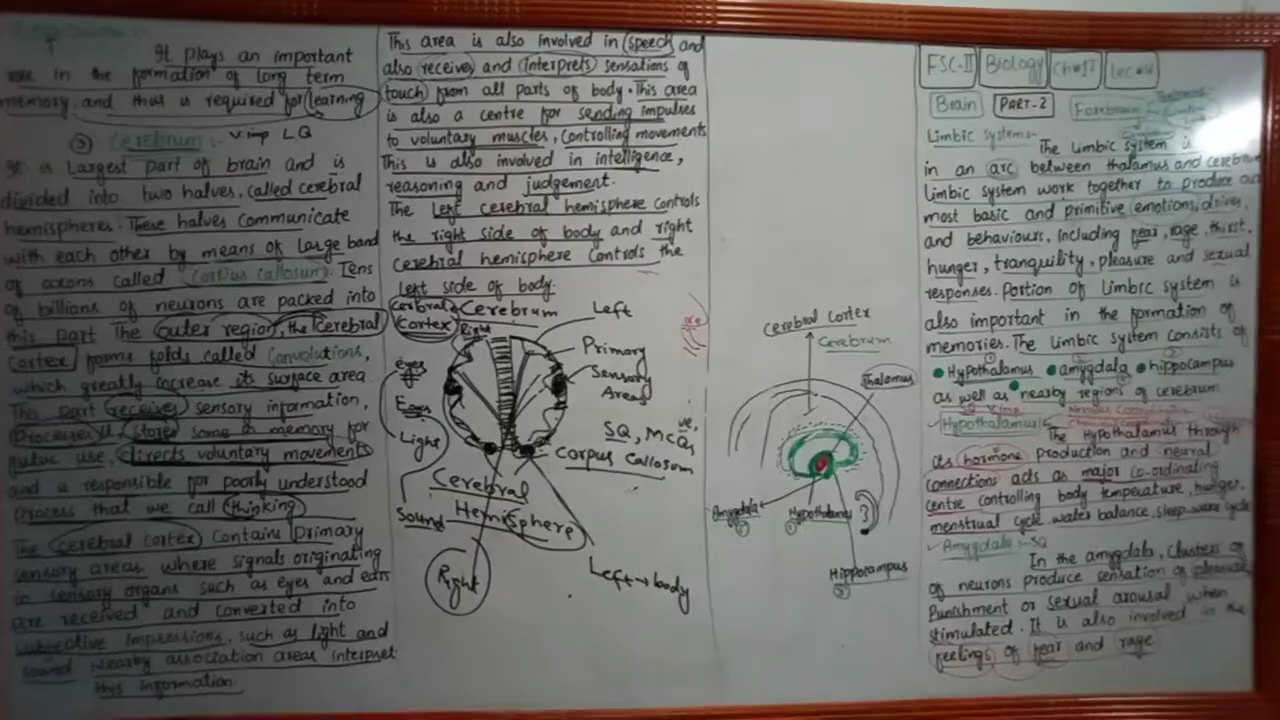 It plays an important
role in the formation of long term
memory, and thus is required for learning
③ Cerebrum :- V.imp LQ
It is Largest part of brain and is
divided into two halves, called cerebral
hemispheres. These halves communicate
with each other by means of large band
of axons called corpus callosum. Tens
of billions of neurons are packed into
this part The outer region, the cerebral
cortex forms folds called Convolutions,
which greatly increase its surface area
This part receives sensory information,
Processes it, stores some in memory for
future use, directs voluntary movements
and is responsible for poorly understood
process that we call thinking
The cerebral cortex contains primary
sensory areas where signals originating
in sensory organs such as eyes and ears
are received and converted into
subjective impressions, such as light and
sound Nearby association areas interpret
this information.
This area is also involved in speech and
also receives and interprets sensations of
touch from all parts of body. This area
is also a centre for sending impulses
to voluntary muscles, controlling movements
This is also involved in intelligence,
reasoning and judgement.
The Left cerebral hemisphere controls
the right side of body and right
cerebral hemisphere controls the
left side of body.
Cerebral Cortex
Cerebrum
Right
Left
Primary
Sensory
Areas
eyes
Ears
Light
Sound
SQ, MCQs
Corpus Callosum
Cerebral
Hemisphere
Right
Left → body
cerebral cortex
Cerebrum
Thalamus
Amygdala
Hypothalamus
Hippocampus
FSC-II Biology Ch#17
Brain PART-2 Forebrain
Limbic System:-
The Limbic system is
in an arc between thalamus and cerebrum
Limbic system work together to produce our
most basic and primitive emotions, drives,
and behaviours, including fear, rage, thirst,
hunger, tranquility, pleasure and sexual
responses. Portion of limbic system is
also important in the formation of
memories. The limbic system consists of
• Hypothalamus • amygdala • hippocampus
as well as nearby regions of cerebrum
Hypothalamus
The Hypothalamus through
its hormone production and neural
connections acts as major co-ordinating
centre controlling body temperature, hunger,
menstrual cycle, water balance, sleep-wake cycle
Amygdala:- SQ
In the amygdala, clusters of
of neurons produce sensation of pleasure,
Punishment or sexual arousal when
stimulated. It is also involved in the
feelings of fear and rage